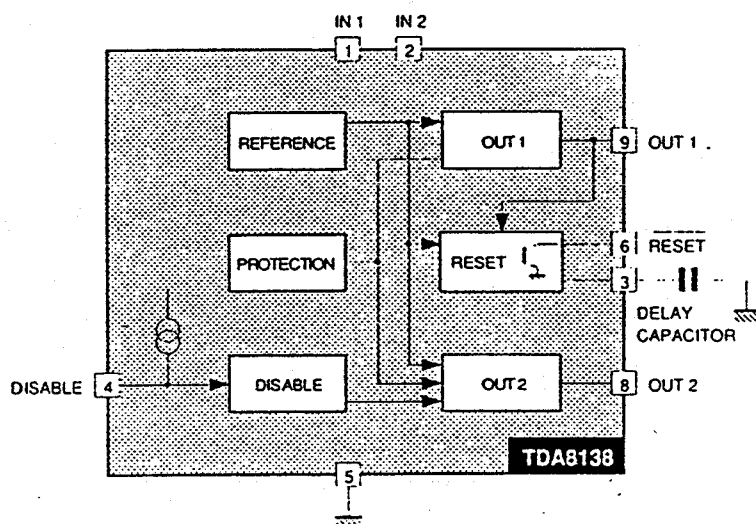 IN 1 IN 2
1 2
REFERENCE
OUT 1
9 OUT 1
PROTECTION
RESET
6 RESET
3
DELAY
CAPACITOR
DISABLE 4
DISABLE
OUT 2
8 OUT 2
TDA8138
5